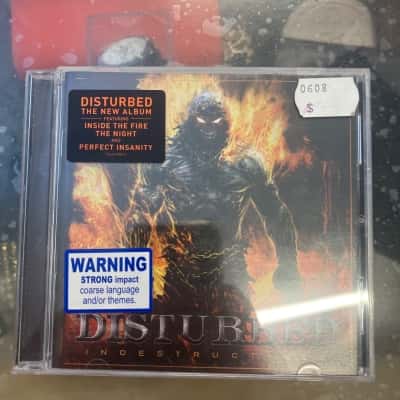 DISTURBED
THE NEW ALBUM
FEATURING
INSIDE THE FIRE
THE NIGHT
AND
PERFECT INSANITY
0608
$
WARNING
STRONG impact
coarse language
and/or themes.
DISTURBED